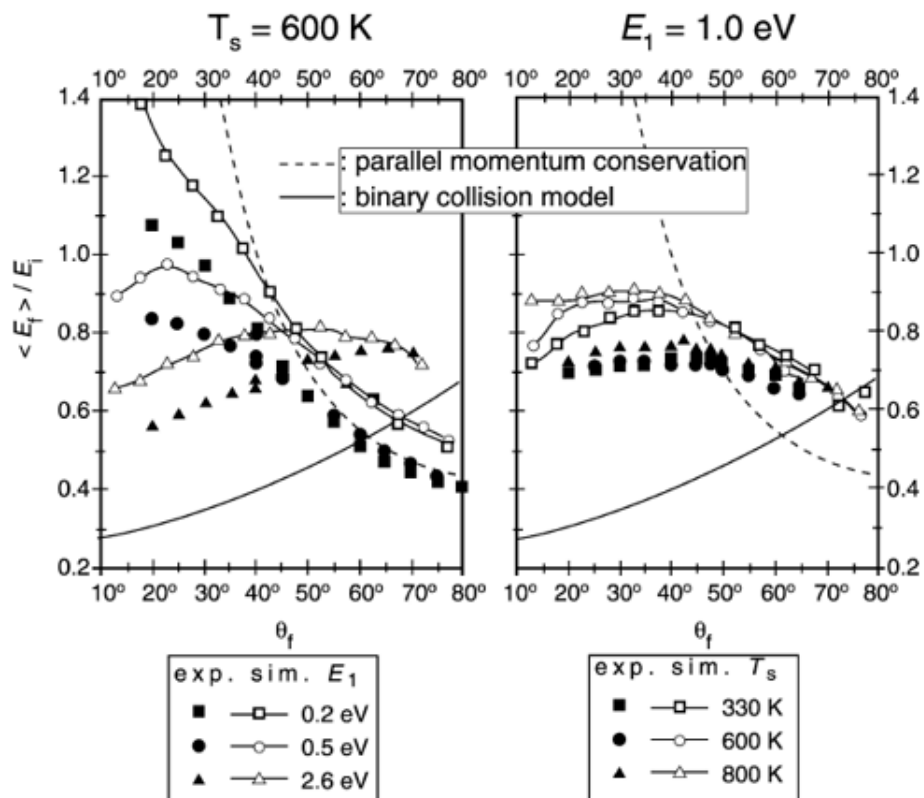 T_s = 600 K
E_1 = 1.0 eV
10° 20° 30° 40° 50° 60° 70° 80°
10° 20° 30° 40° 50° 60° 70° 80°
1.4
1.4
: parallel momentum conservation
: binary collision model
1.2
1.2
1.0
1.0
0.8
0.8
0.6
0.6
0.4
0.4
0.2
0.2
< E_f > / E_i
10° 20° 30° 40° 50° 60° 70° 80°
10° 20° 30° 40° 50° 60° 70° 80°
θ_f
θ_f
exp. sim. E_1
0.2 eV
0.5 eV
2.6 eV
exp. sim. T_s
330 K
600 K
800 K